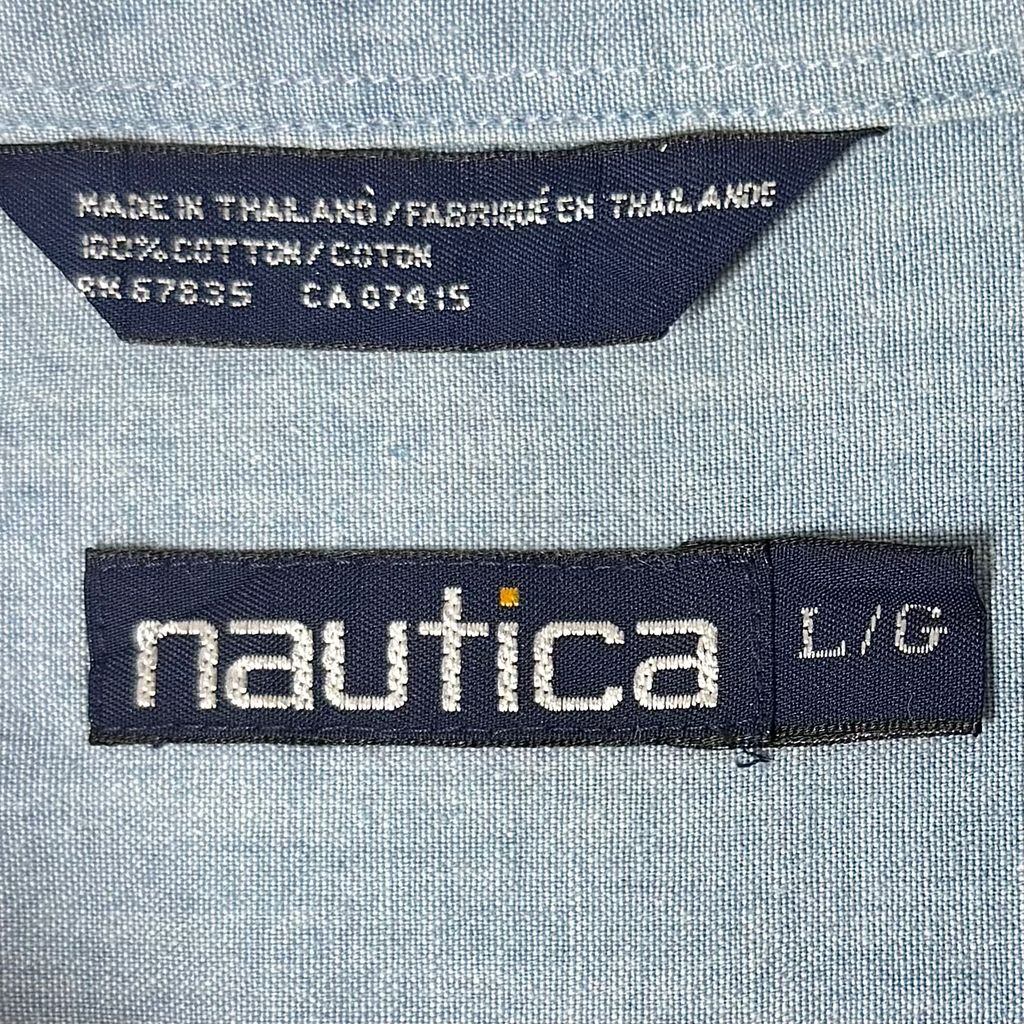 MADE IN THAILAND/FABRIQUÉ EN THAILANDE
100% COTTON/COTON
RN 67835 CA 07415
nautica L/G